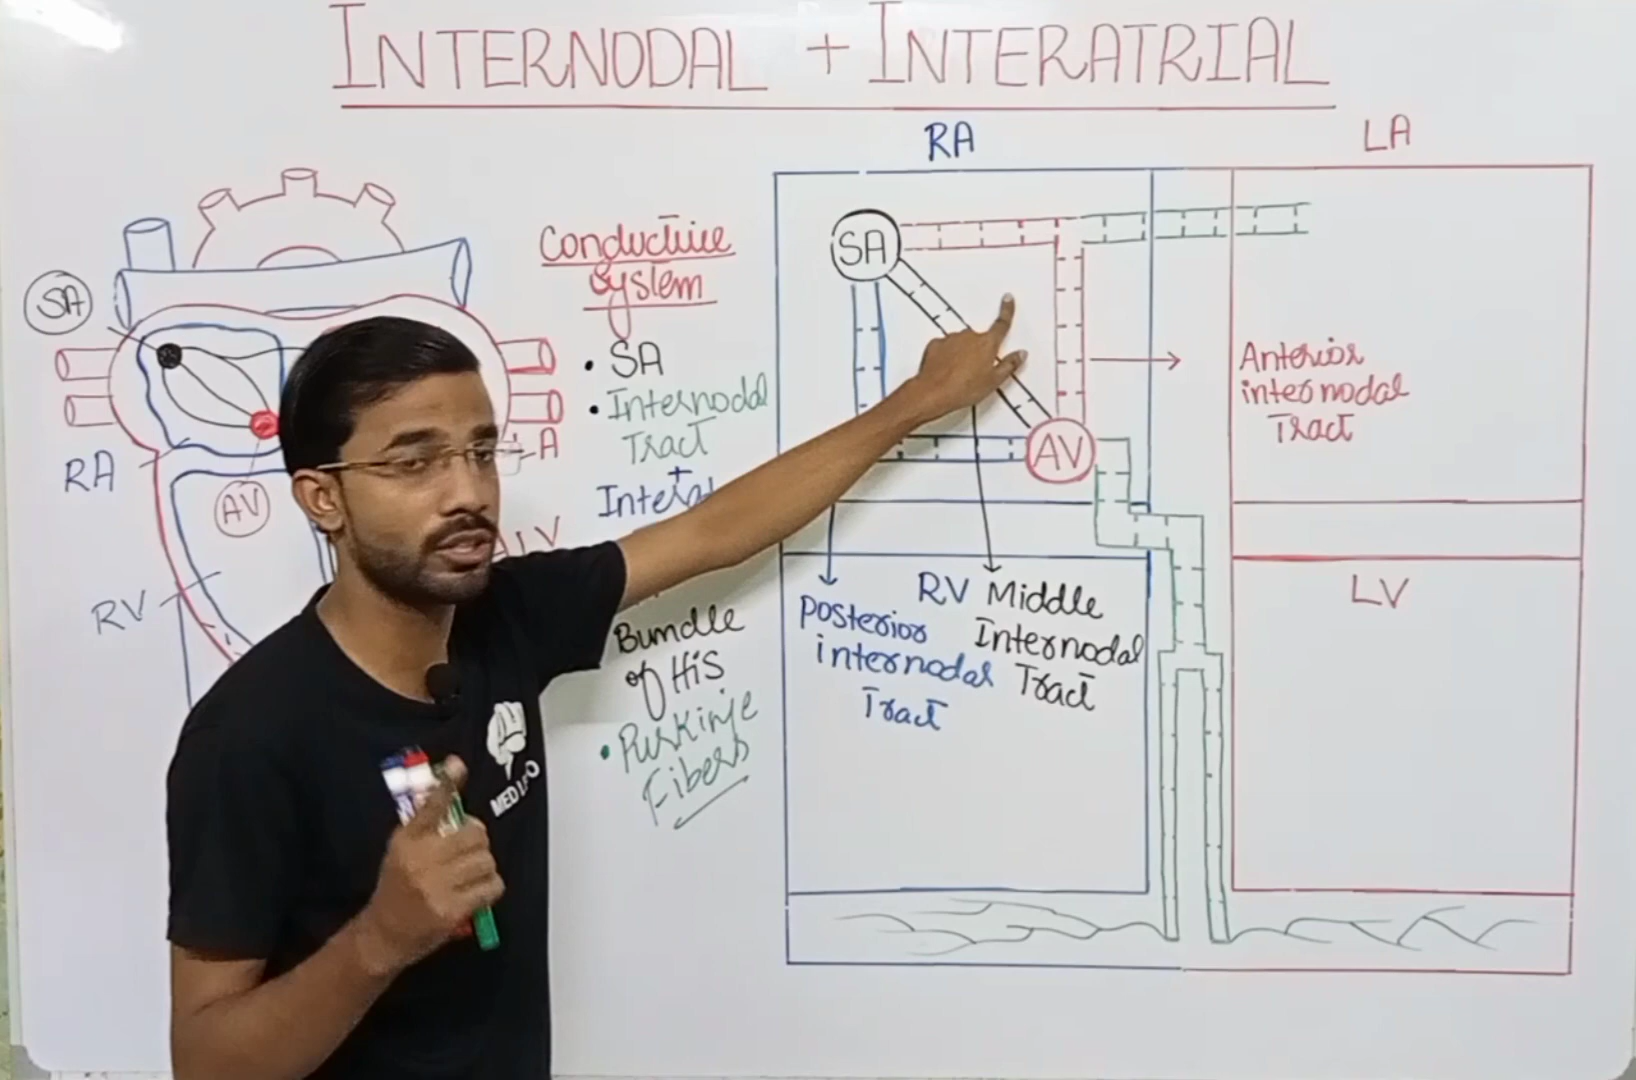 INTERNODAL + INTERATRIAL
RA
LA
SA
SA
Conductive
System
• SA
• Internodal
Tract
+
RA
AV
AV
Anterior
internodal
Tract
RV
RV
Middle
Internodal
Tract
Posterior
internodal
Tract
LV
LV
Bundle
of His
• Purkinje
Fibers